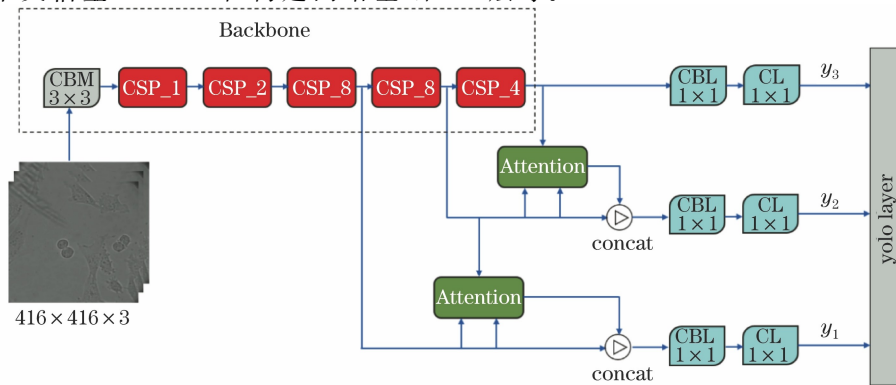 Backbone
CBM
3×3
CSP_1
CSP_2
CSP_8
CSP_8
CSP_4
CBL
1×1
CL
1×1
y₃
Attention
concat
CBL
1×1
CL
1×1
y₂
416×416×3
Attention
concat
CBL
1×1
CL
1×1
y₁
yolo layer